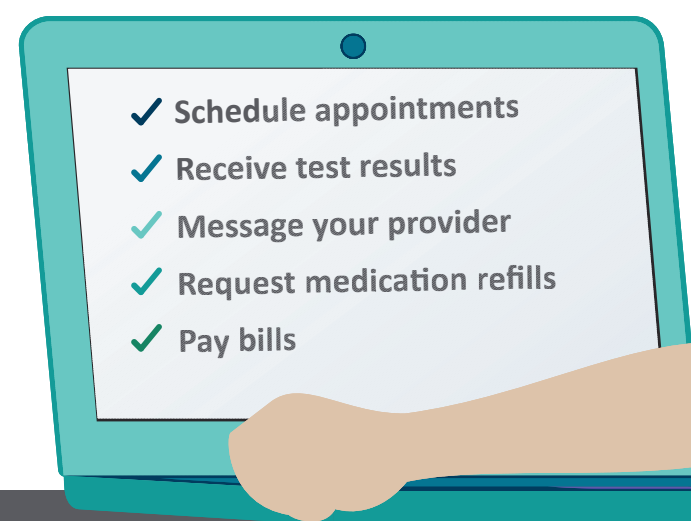 Schedule appointments
Receive test results
Message your provider
Request medication refills
Pay bills